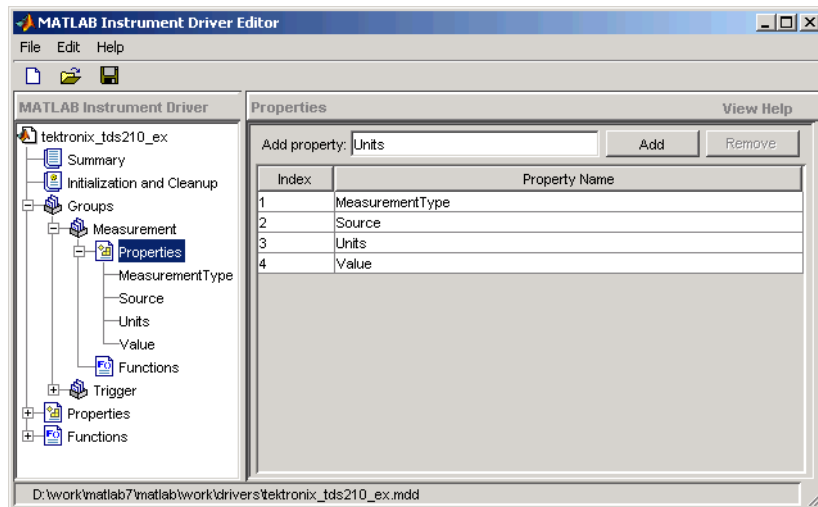 MATLAB Instrument Driver Editor
File Edit Help
MATLAB Instrument Driver
tektronix_tds210_ex
Summary
Initialization and Cleanup
Groups
Measurement
Properties
MeasurementType
Source
Units
Value
Functions
Trigger
Properties
Functions
Properties View Help
Add property: Units Add Remove
Index Property Name
1 MeasurementType
2 Source
3 Units
4 Value
D:\work\matlab7\matlab\work\drivers\tektronix_tds210_ex.mdd